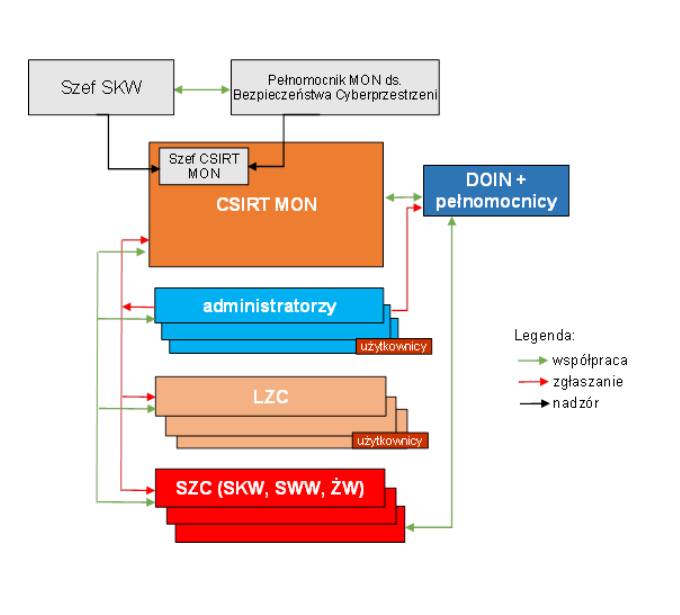 Szef SKW
Pełnomocnik MON ds.
Bezpieczeństwa Cyberprzestrzeni
Szef CSIRT
MON
CSIRT MON
DOIN +
pełnomocnicy
administratorzy
użytkownicy
LZC
użytkownicy
SZC (SKW, SWW, ŻW)
Legenda:
współpraca
zgłaszanie
nadzór